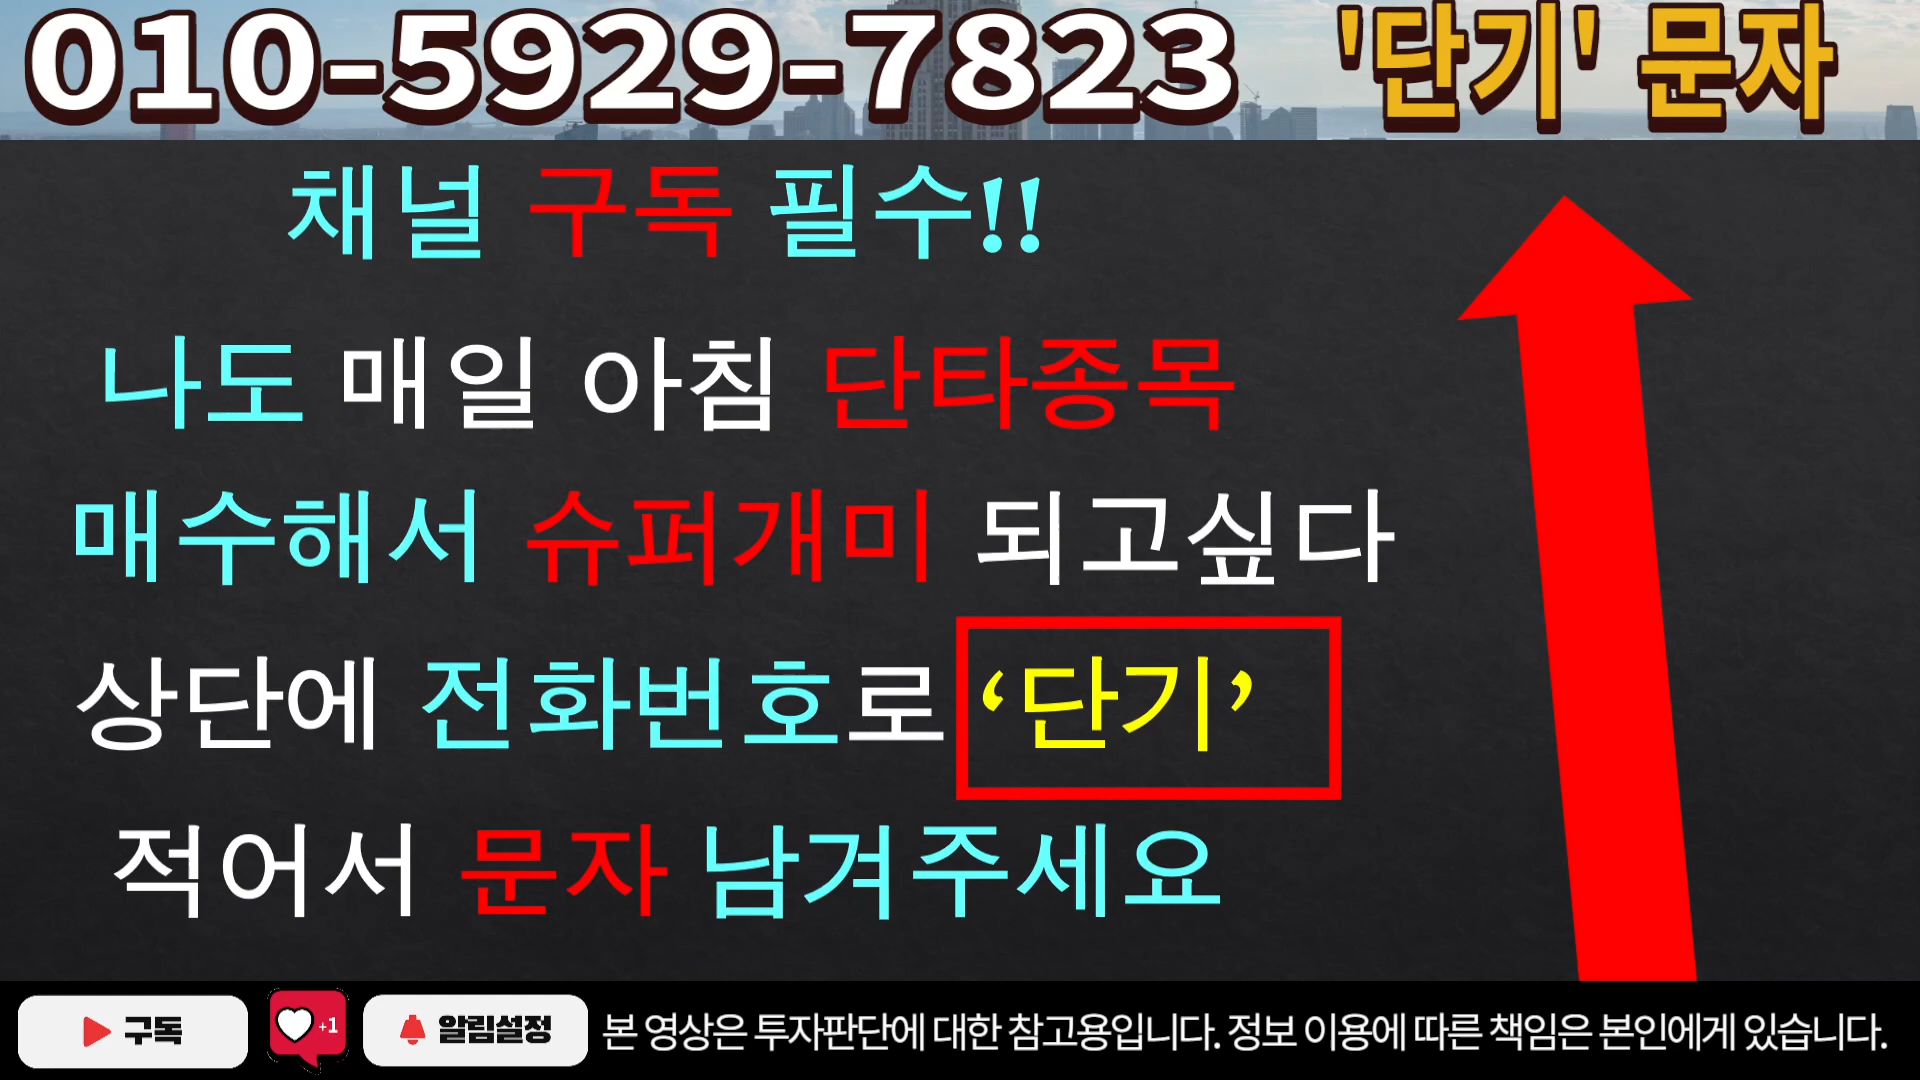 010-5929-7823 '단기' 문자
채널 구독 필수!!
나도 매일 아침 단타종목
매수해서 슈퍼개미 되고싶다
상단에 전화번호로 ‘단기’
적어서 문자 남겨주세요
구독 +1 알림설정 본 영상은 투자판단에 대한 참고용입니다. 정보 이용에 따른 책임은 본인에게 있습니다.